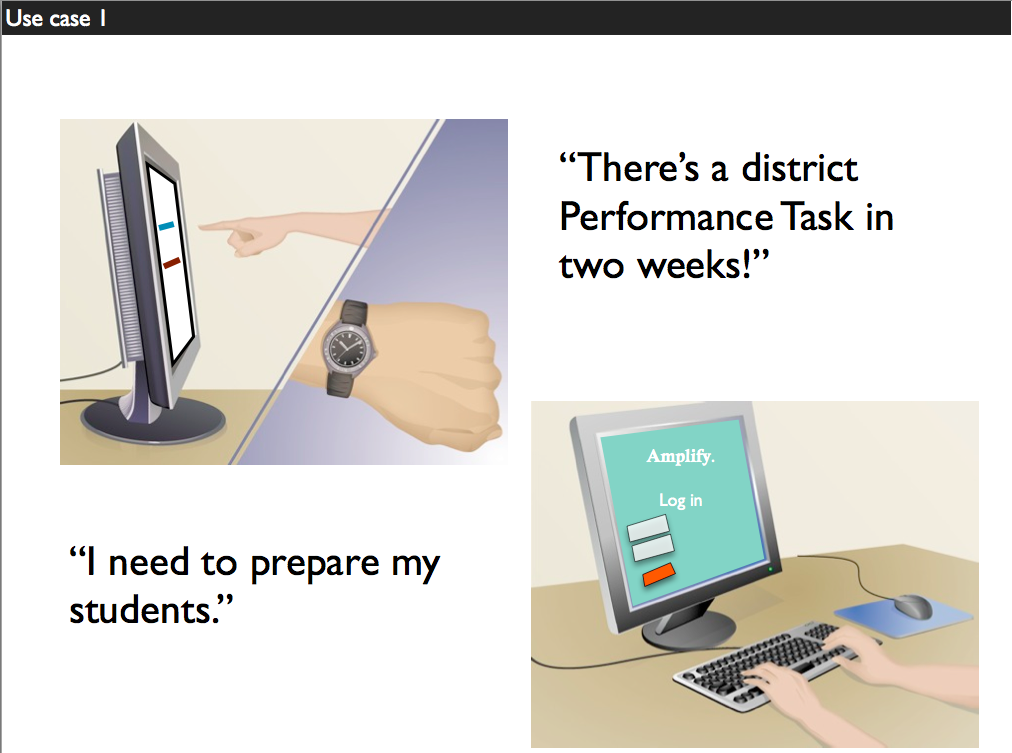 Use case 1
“There’s a district
Performance Task in
two weeks!”
Amplify.
Log in
“I need to prepare my
students.”